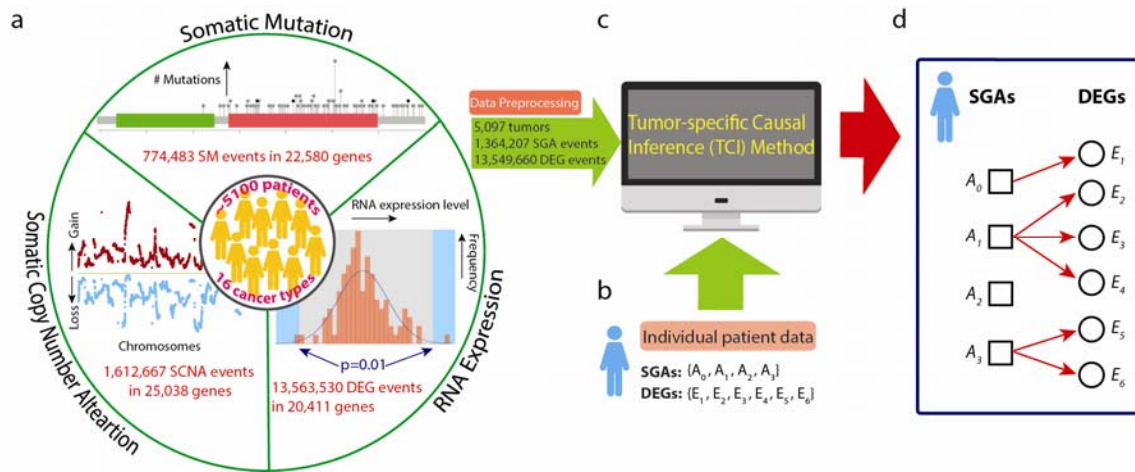 a
Somatic Mutation
# Mutations
774,483 SM events in 22,580 genes
~5100 patients
16 cancer types
Somatic Copy Number Alteartion
Gain
Loss
Chromosomes
1,612,667 SCNA events
in 25,038 genes
RNA expression level
Frequency
p=0.01
13,563,530 DEG events
in 20,411 genes
RNA Expression
Data Preprocessing
5,097 tumors
1,364,207 SGA events
13,549,660 DEG events
c
Tumor-specific Causal
Inference (TCI) Method
b
Individual patient data
SGAs: {A₀, A₁, A₂, A₃}
DEGs: {E₁, E₂, E₃, E₄, E₅, E₆}
d
SGAs DEGs
A₀
A₁
A₂
A₃
E₁
E₂
E₃
E₄
E₅
E₆